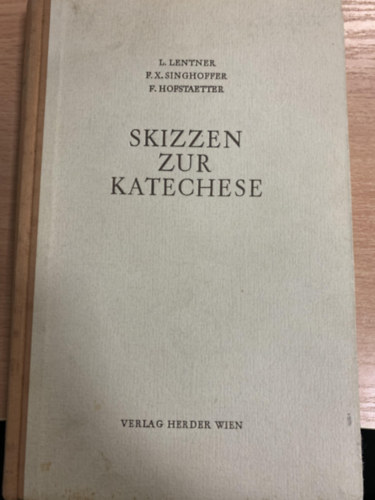 L. LENTNER
F. X. SINGHOFFER
F. HOFSTAETTER
SKIZZEN
ZUR
KATECHESE
VERLAG HERDER WIEN